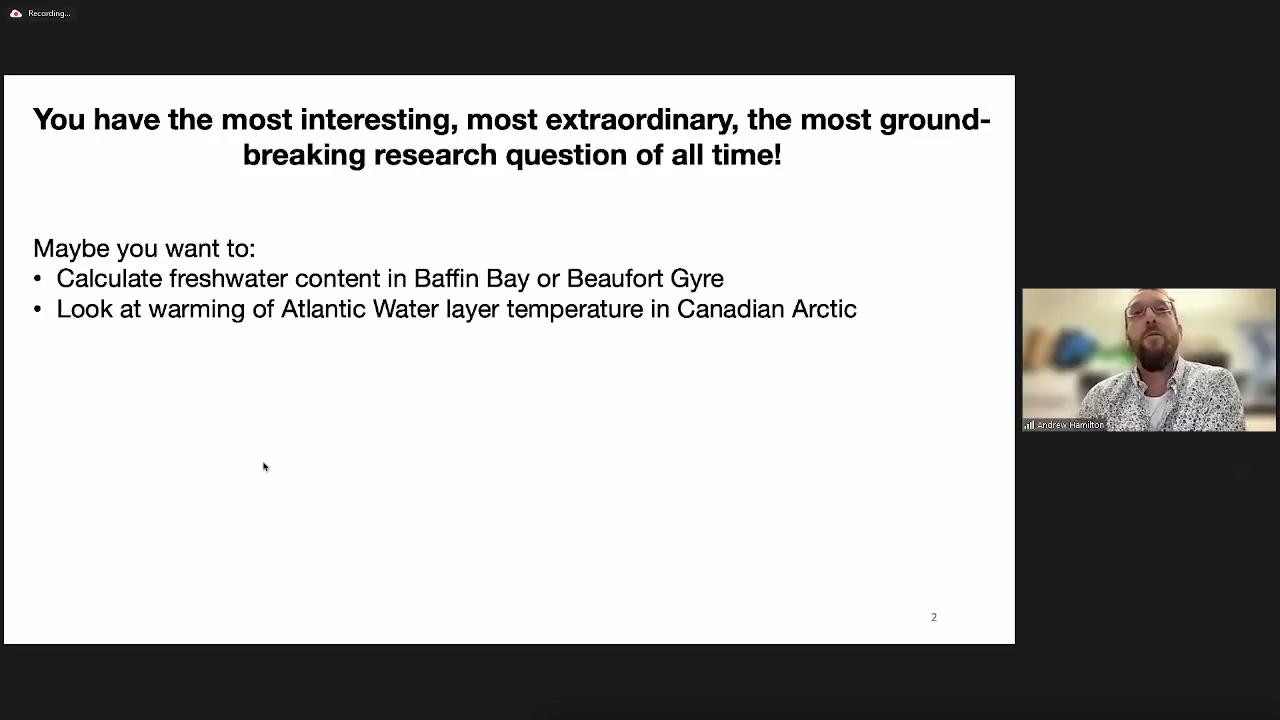 Recording...
You have the most interesting, most extraordinary, the most ground-
breaking research question of all time!
Maybe you want to:
• Calculate freshwater content in Baffin Bay or Beaufort Gyre
• Look at warming of Atlantic Water layer temperature in Canadian Arctic
Andrew Hamilton
2